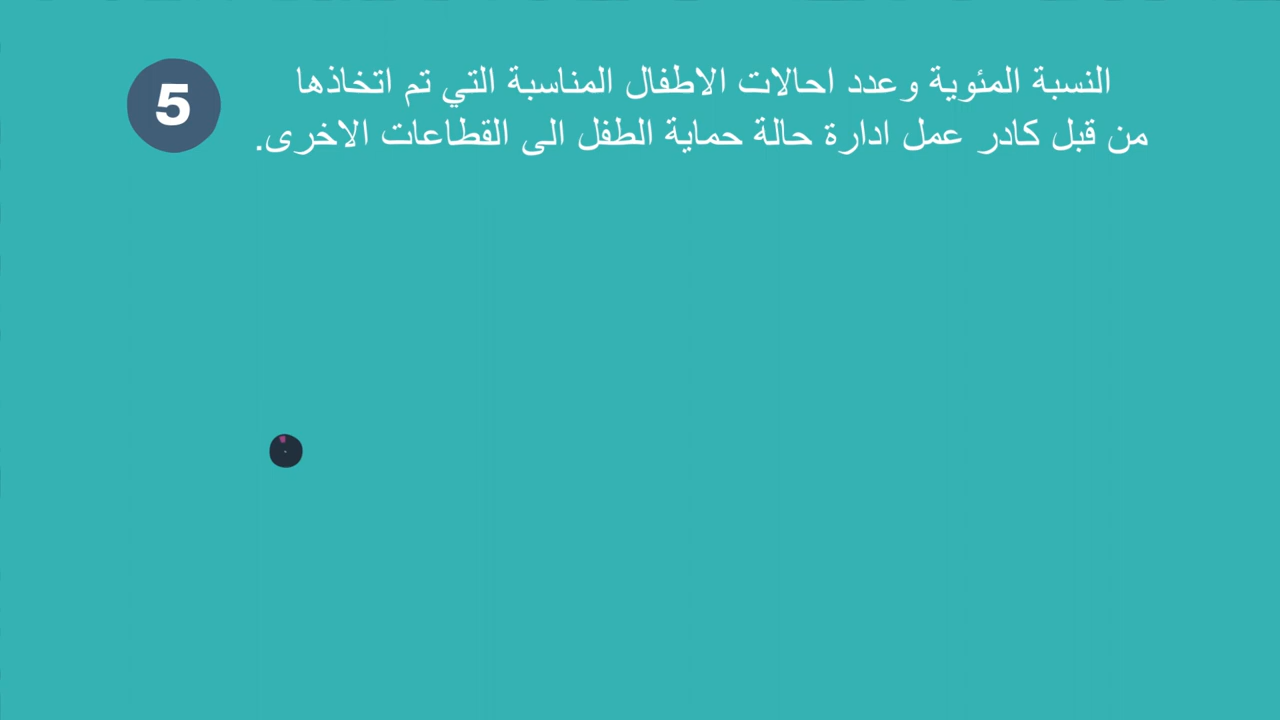 5
النسبة المئوية وعدد احالات الاطفال المناسبة التي تم اتخاذها
من قبل كادر عمل ادارة حالة حماية الطفل الى القطاعات الاخرى.